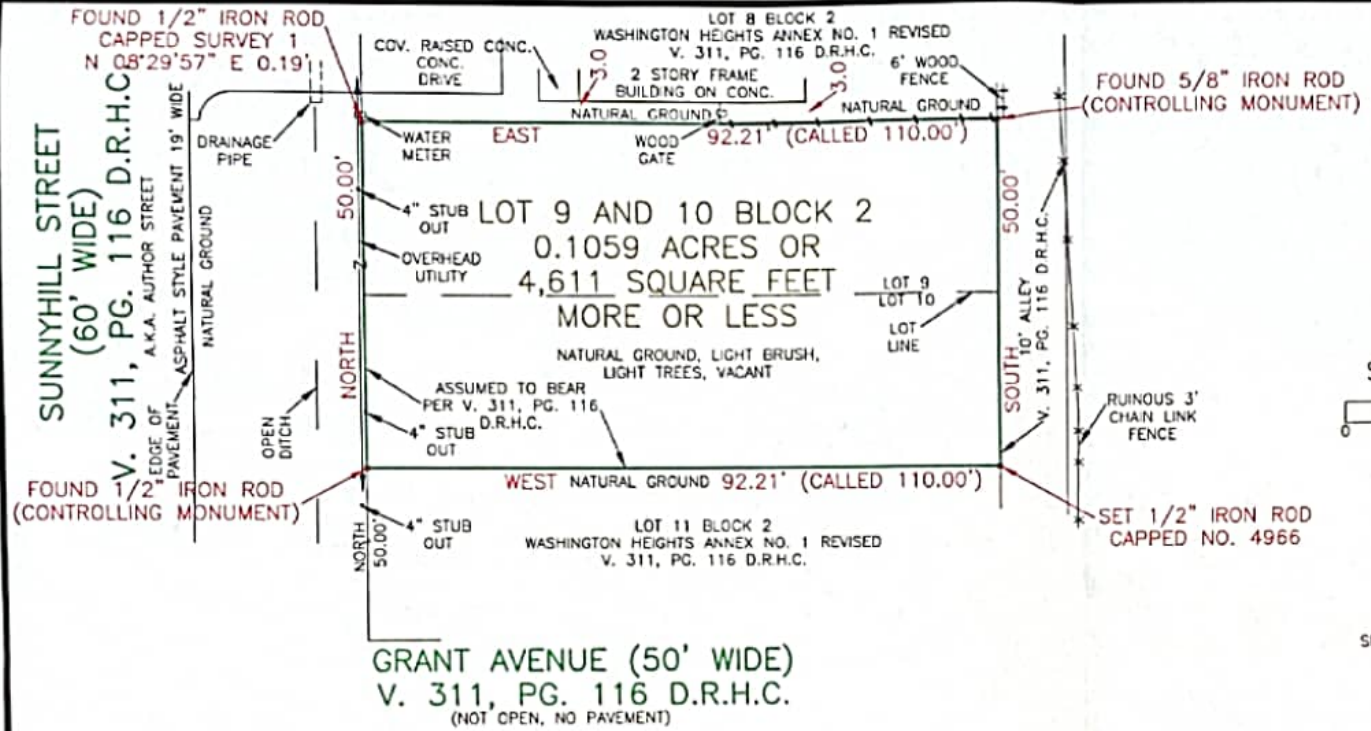 FOUND 1/2" IRON ROD
CAPPED SURVEY 1
N 08°29'57" E 0.19'
COV. RAISED CONC.
CONC.
DRIVE
LOT 8 BLOCK 2
WASHINGTON HEIGHTS ANNEX NO. 1 REVISED
V. 311, PG. 116 D.R.H.C.
3.0
2 STORY FRAME
BUILDING ON CONC.
3.0
6' WOOD
FENCE
NATURAL GROUND
NATURAL GROUND
FOUND 5/8" IRON ROD
(CONTROLLING MONUMENT)
SUNNYHILL STREET
(60' WIDE)
V. 311, PG. 116 D.R.H.C
A.K.A. AUTHOR STREET
ASPHALT STYLE PAVEMENT 19' WIDE
NATURAL GROUND
EDGE OF
PAVEMENT
DRAINAGE
PIPE
OPEN
DITCH
WATER
METER
EAST
WOOD
GATE
92.21' (CALLED 110.00')
50.00'
NORTH
4" STUB
OUT
OVERHEAD
UTILITY
LOT 9 AND 10 BLOCK 2
0.1059 ACRES OR
4,611 SQUARE FEET
MORE OR LESS
LOT 9
LOT 10
LOT
LINE
NATURAL GROUND, LIGHT BRUSH,
LIGHT TREES, VACANT
ASSUMED TO BEAR
PER V. 311, PG. 116
D.R.H.C.
4" STUB
OUT
50.00'
SOUTH
10' ALLEY
V. 311, PG. 116 D.R.H.C.
RUINOUS 3'
CHAIN LINK
FENCE
0
FOUND 1/2" IRON ROD
(CONTROLLING MONUMENT)
WEST NATURAL GROUND 92.21' (CALLED 110.00')
SET 1/2" IRON ROD
CAPPED NO. 4966
4" STUB
OUT
NORTH
50.00'
LOT 11 BLOCK 2
WASHINGTON HEIGHTS ANNEX NO. 1 REVISED
V. 311, PG. 116 D.R.H.C.
GRANT AVENUE (50' WIDE)
V. 311, PG. 116 D.R.H.C.
(NOT OPEN, NO PAVEMENT)